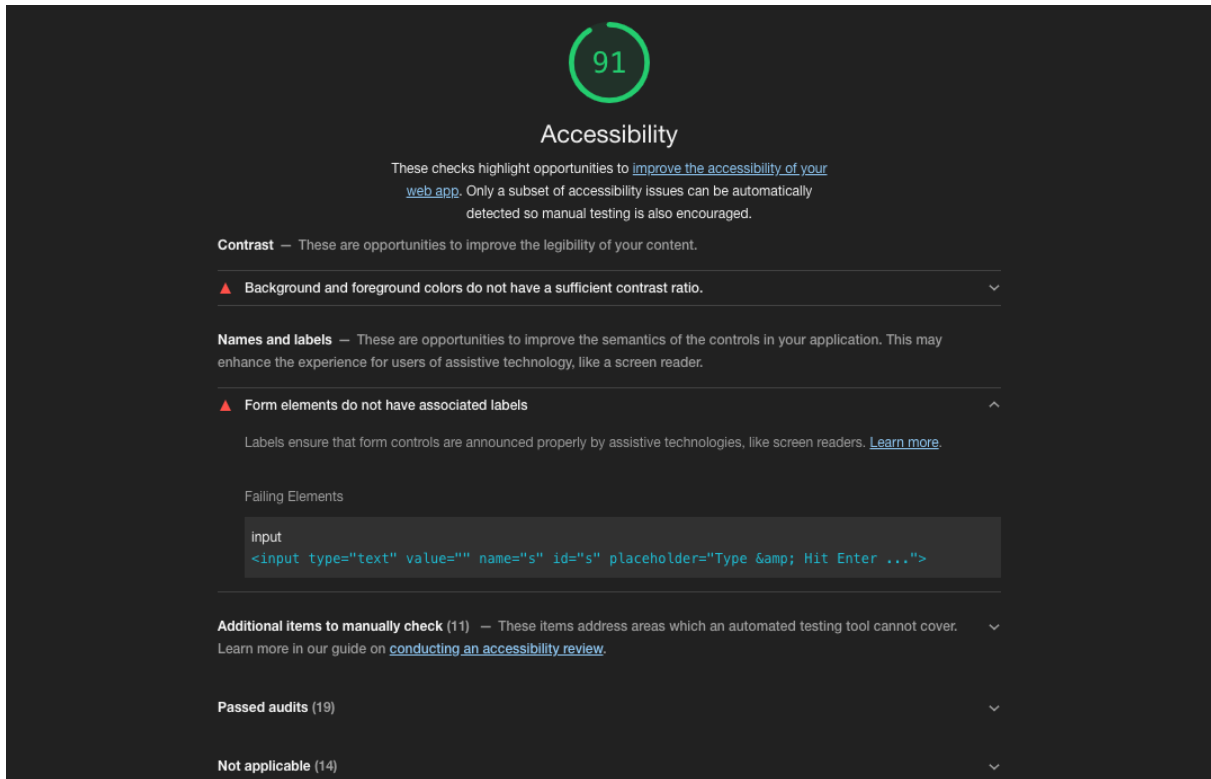 91
Accessibility
These checks highlight opportunities to improve the accessibility of your
web app. Only a subset of accessibility issues can be automatically
detected so manual testing is also encouraged.
Contrast — These are opportunities to improve the legibility of your content.
Background and foreground colors do not have a sufficient contrast ratio.
Names and labels — These are opportunities to improve the semantics of the controls in your application. This may
enhance the experience for users of assistive technology, like a screen reader.
Form elements do not have associated labels
Labels ensure that form controls are announced properly by assistive technologies, like screen readers. Learn more.
Failing Elements
input
<input type="text" value="" name="s" id="s" placeholder="Type &amp; Hit Enter ...">
Additional items to manually check (11) — These items address areas which an automated testing tool cannot cover.
Learn more in our guide on conducting an accessibility review.
Passed audits (19)
Not applicable (14)